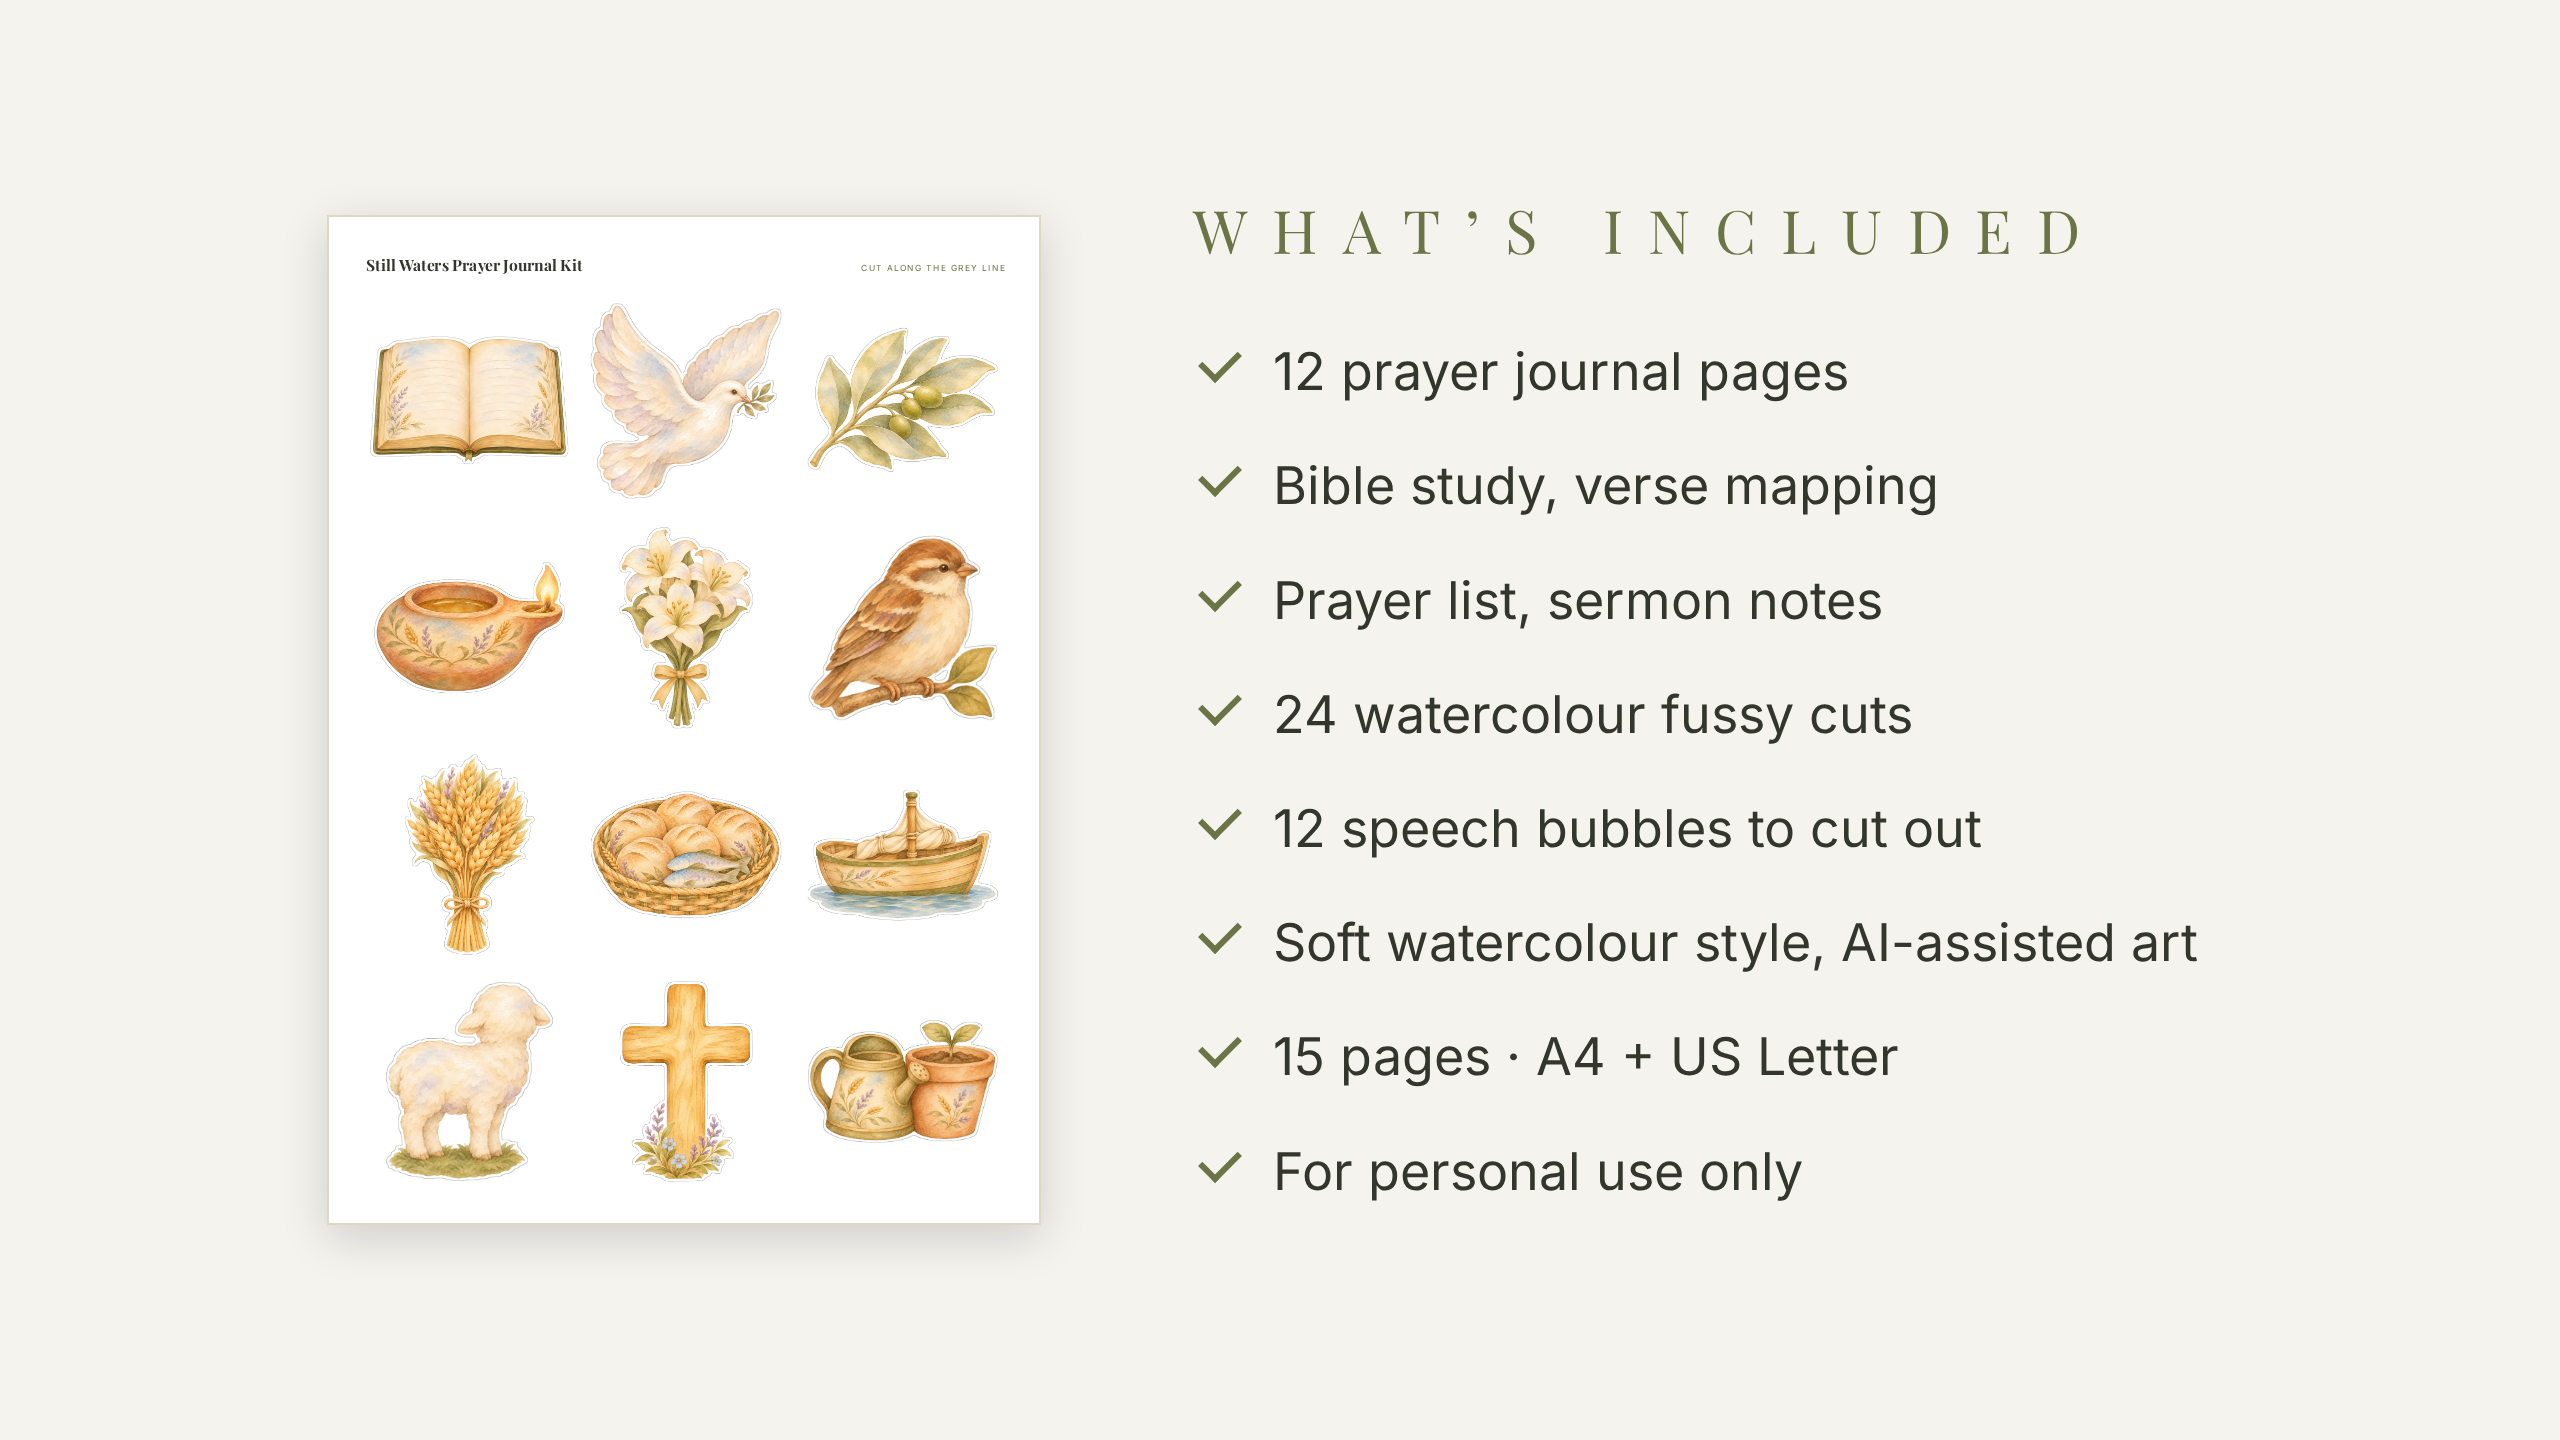 Still Waters Prayer Journal Kit
CUT ALONG THE GREY LINE
WHAT’S INCLUDED
12 prayer journal pages
Bible study, verse mapping
Prayer list, sermon notes
24 watercolour fussy cuts
12 speech bubbles to cut out
Soft watercolour style, AI-assisted art
15 pages · A4 + US Letter
For personal use only